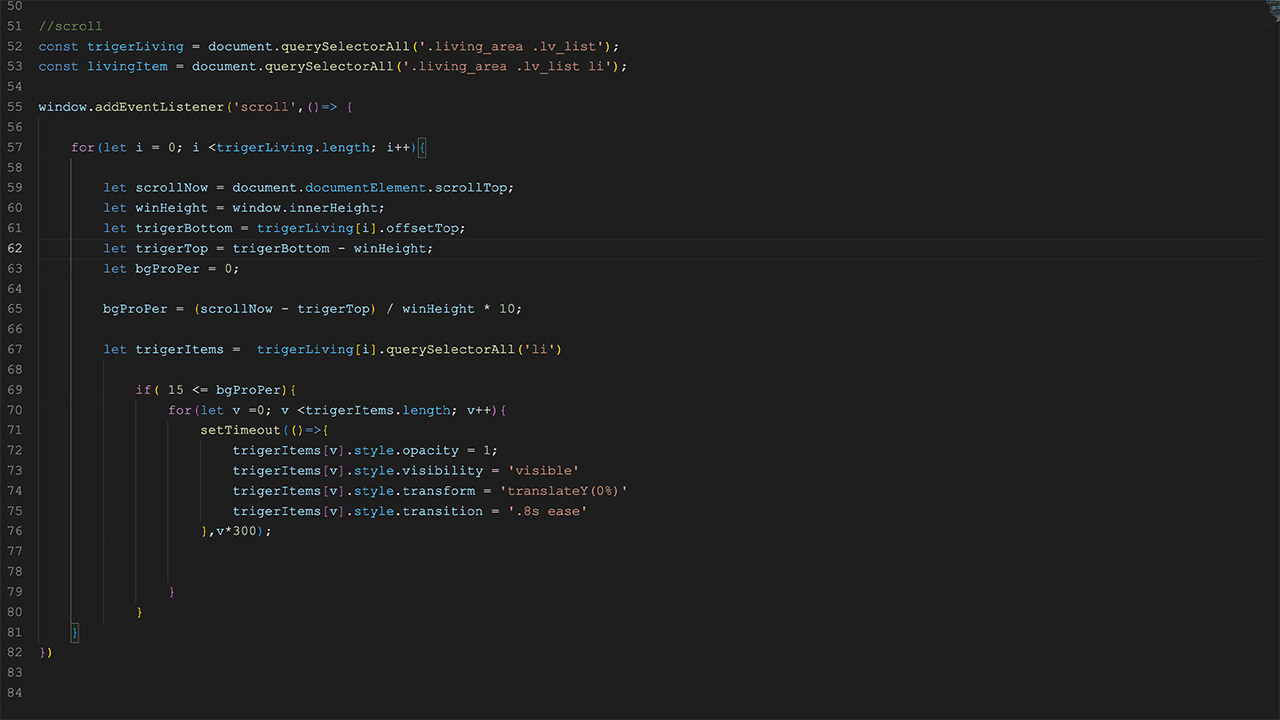 50
51 //scroll
52 const trigerLiving = document.querySelectorAll('.living_area .lv_list');
53 const livingItem = document.querySelectorAll('.living_area .lv_list li');
54
55 window.addEventListener('scroll',()=> {
56
57     for(let i = 0; i <trigerLiving.length; i++){
58
59         let scrollNow = document.documentElement.scrollTop;
60         let winHeight = window.innerHeight;
61         let trigerBottom = trigerLiving[i].offsetTop;
62         let trigerTop = trigerBottom - winHeight;
63         let bgProPer = 0;
64
65         bgProPer = (scrollNow - trigerTop) / winHeight * 10;
66
67         let trigerItems =  trigerLiving[i].querySelectorAll('li')
68
69             if( 15 <= bgProPer){
70                 for(let v =0; v <trigerItems.length; v++){
71                     setTimeout(()=>{
72                         trigerItems[v].style.opacity = 1;
73                         trigerItems[v].style.visibility = 'visible'
74                         trigerItems[v].style.transform = 'translateY(0%)'
75                         trigerItems[v].style.transition = '.8s ease'
76                     },v*300);
77
78
79                 }
80             }
81     }
82 })
83
84